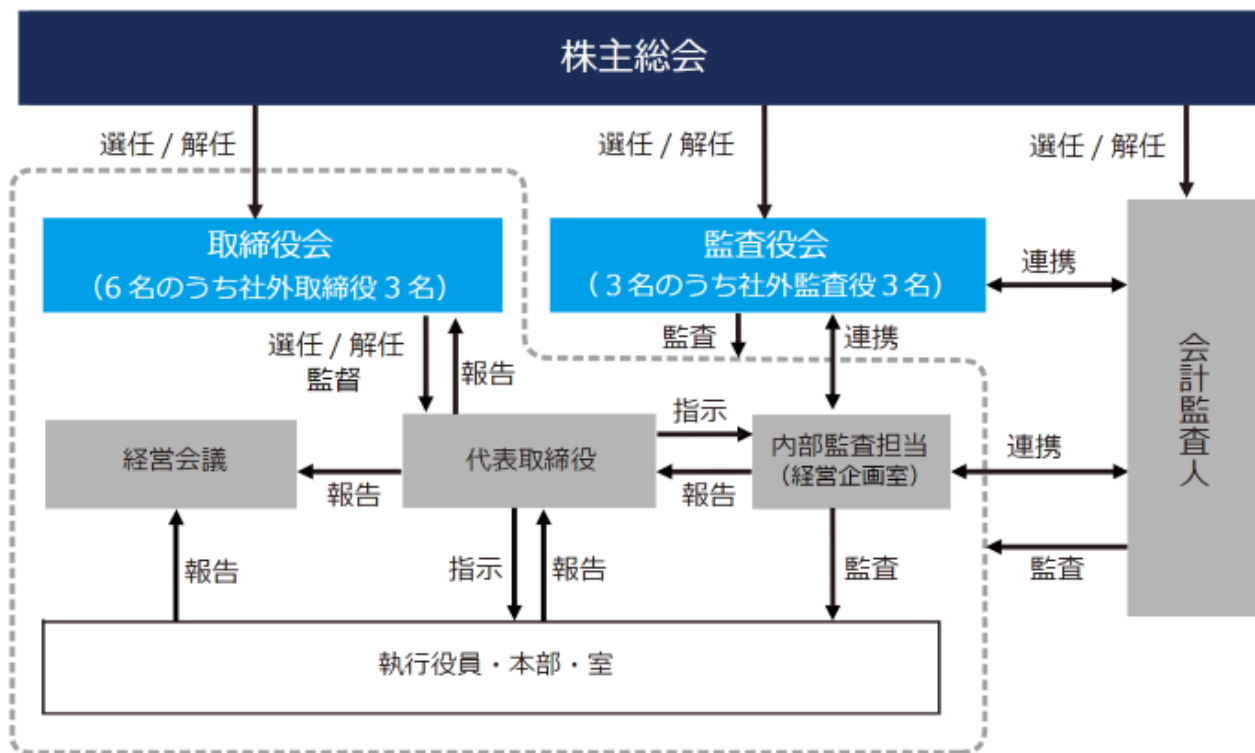 株主総会
選任 / 解任
選任 / 解任
選任 / 解任
取締役会
（6 名のうち社外取締役 3 名）
監査役会
（３名のうち社外監査役３名）
連携
選任 / 解任
監督
報告
監査
連携
会計監査人
経営会議
報告
代表取締役
指示
報告
内部監査担当
（経営企画室）
連携
報告
指示
報告
監査
監査
執行役員・本部・室